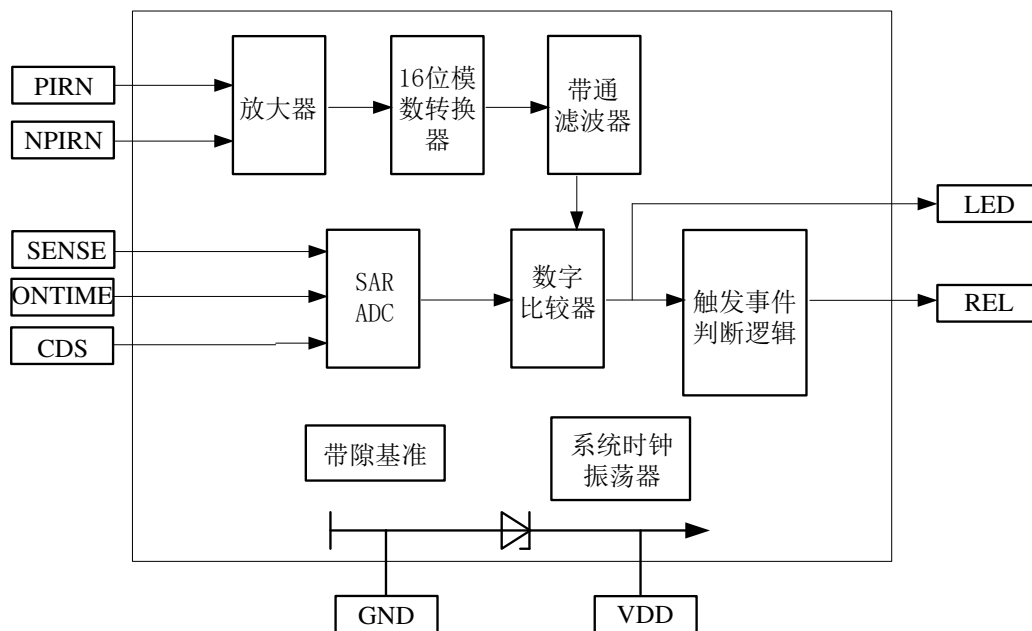 PIRN
NPIRN
放大器
16位模
数转换
器
带通
滤波器
SENSE
ONTIME
CDS
SAR
ADC
数字
比较器
触发事件
判断逻辑
LED
REL
带隙基准
系统时钟
振荡器
GND
VDD